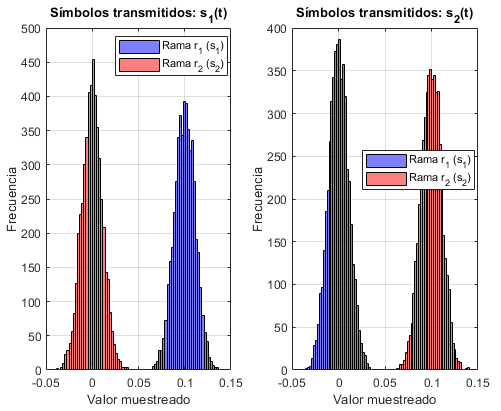 Símbolos transmitidos: s1(t)
Frecuencia
500
450
400
350
300
250
200
150
100
50
0
Rama r1 (s1)
Rama r2 (s2)
-0.05 0 0.05 0.1 0.15
Valor muestreado
Símbolos transmitidos: s2(t)
Frecuencia
400
350
300
250
200
150
100
50
0
Rama r1 (s1)
Rama r2 (s2)
-0.05 0 0.05 0.1 0.15
Valor muestreado